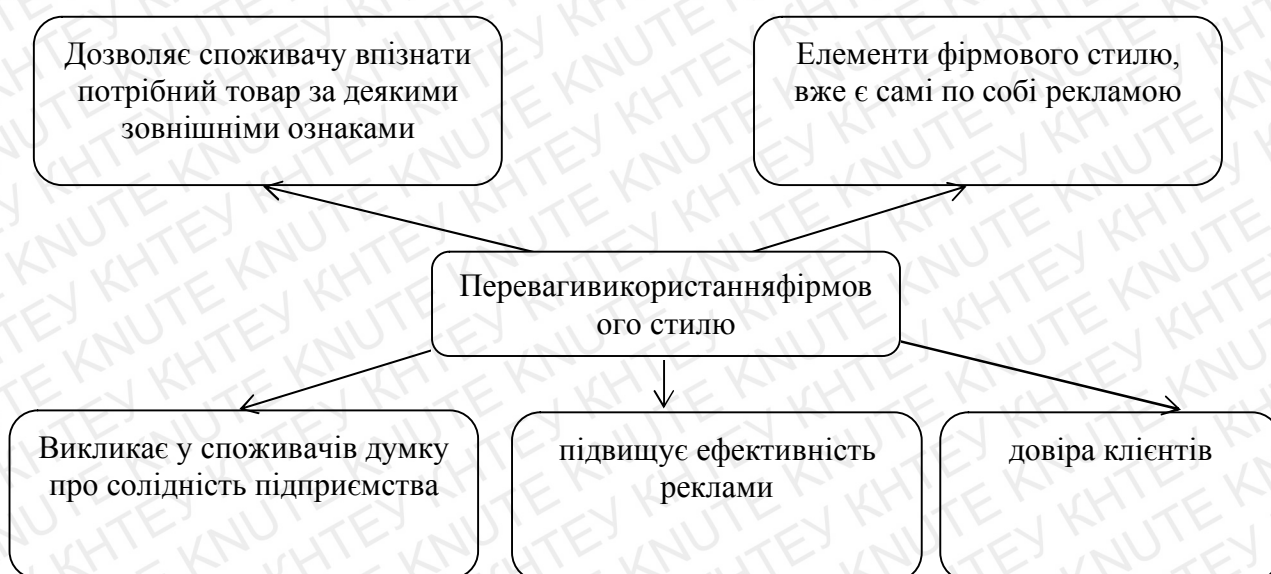 Дозволяє споживачу впізнати
потрібний товар за деякими
зовнішніми ознаками
Елементи фірмового стилю,
вже є самі по собі рекламою
Перевагивикористанняфірмов
ого стилю
Викликає у споживачів думку
про солідність підприємства
підвищує ефективність
реклами
довіра клієнтів